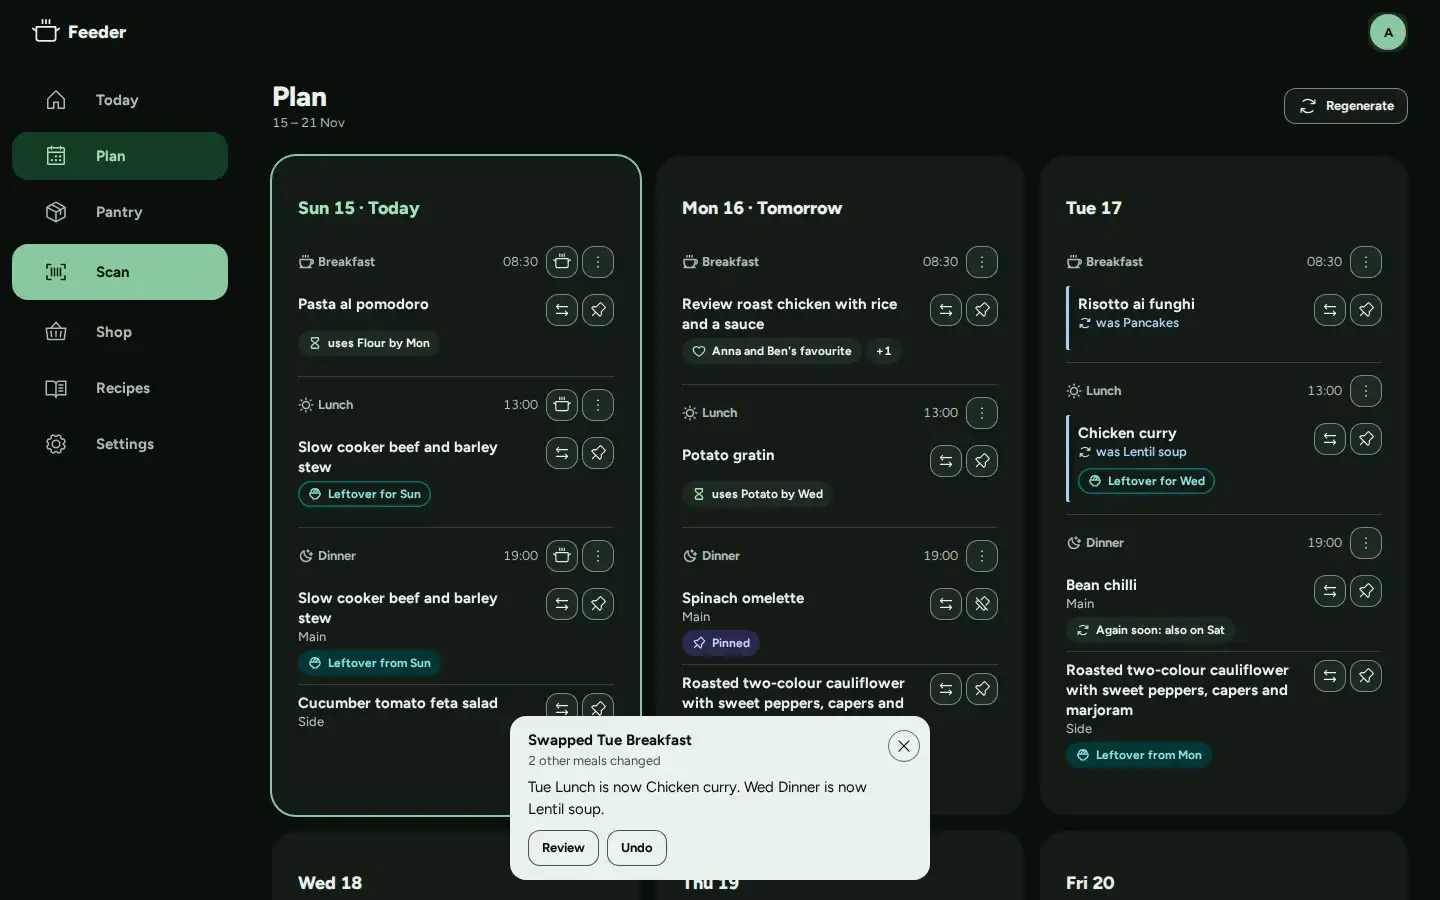 Feeder
A
Today
Plan
Pantry
Scan
Shop
Recipes
Settings
Plan
15 – 21 Nov
Regenerate
Sun 15 · Today
Breakfast
08:30
Pasta al pomodoro
uses Flour by Mon
Lunch
13:00
Slow cooker beef and barley
stew
Leftover for Sun
Dinner
19:00
Slow cooker beef and barley
stew
Main
Leftover from Sun
Cucumber tomato feta salad
Side
Mon 16 · Tomorrow
Breakfast
08:30
Review roast chicken with rice
and a sauce
Anna and Ben's favourite
+1
Lunch
13:00
Potato gratin
uses Potato by Wed
Dinner
19:00
Spinach omelette
Main
Pinned
Roasted two-colour cauliflower
with sweet peppers, capers and
Tue 17
Breakfast
08:30
Risotto ai funghi
was Pancakes
Lunch
13:00
Chicken curry
was Lentil soup
Leftover for Wed
Dinner
19:00
Bean chilli
Main
Again soon: also on Sat
Roasted two-colour cauliflower
with sweet peppers, capers and
marjoram
Side
Leftover from Mon
Swapped Tue Breakfast
2 other meals changed
Tue Lunch is now Chicken curry. Wed Dinner is now
Lentil soup.
Review
Undo
Wed 18
Thu 19
Fri 20